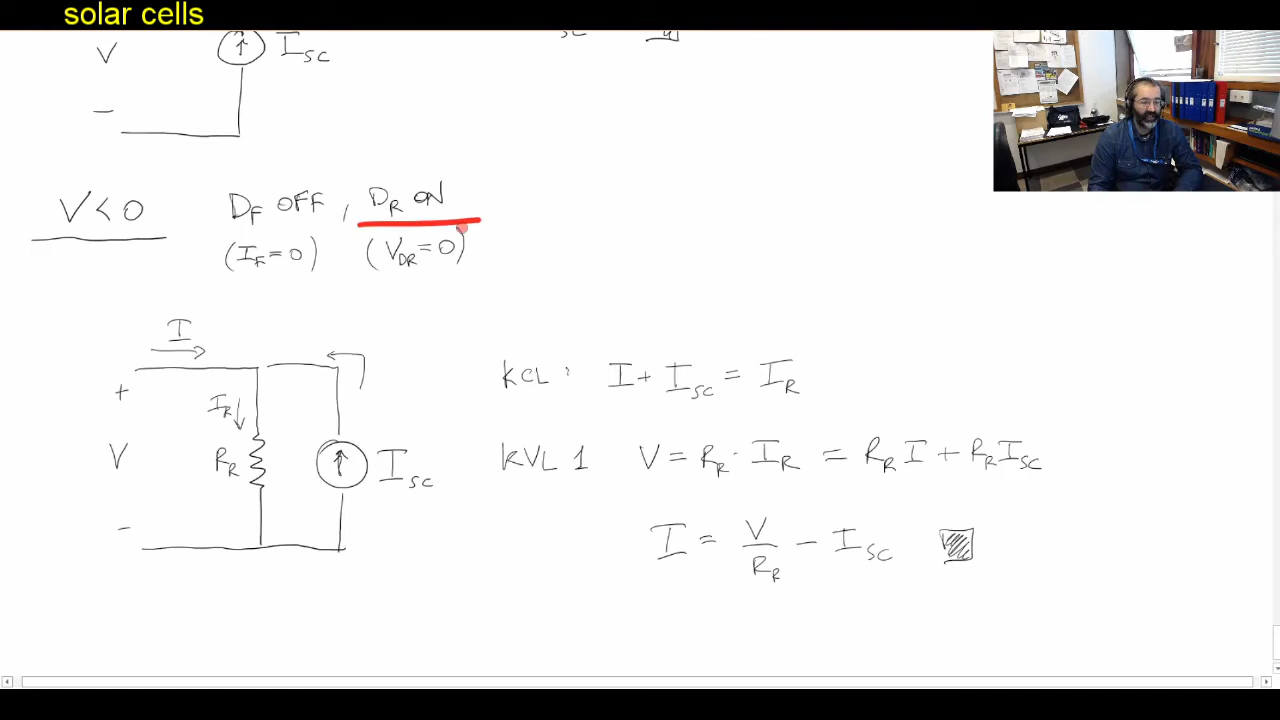 solar cells
V
I_SC
−
V < 0 D_F OFF , D_R ON
(I_F = 0) (V_DR = 0)
I
+
I_R
V R_R I_SC
−
KCL : I + I_SC = I_R
KVL 1 V = R_R · I_R = R_R I + R_R I_SC
I = V / R_R − I_SC